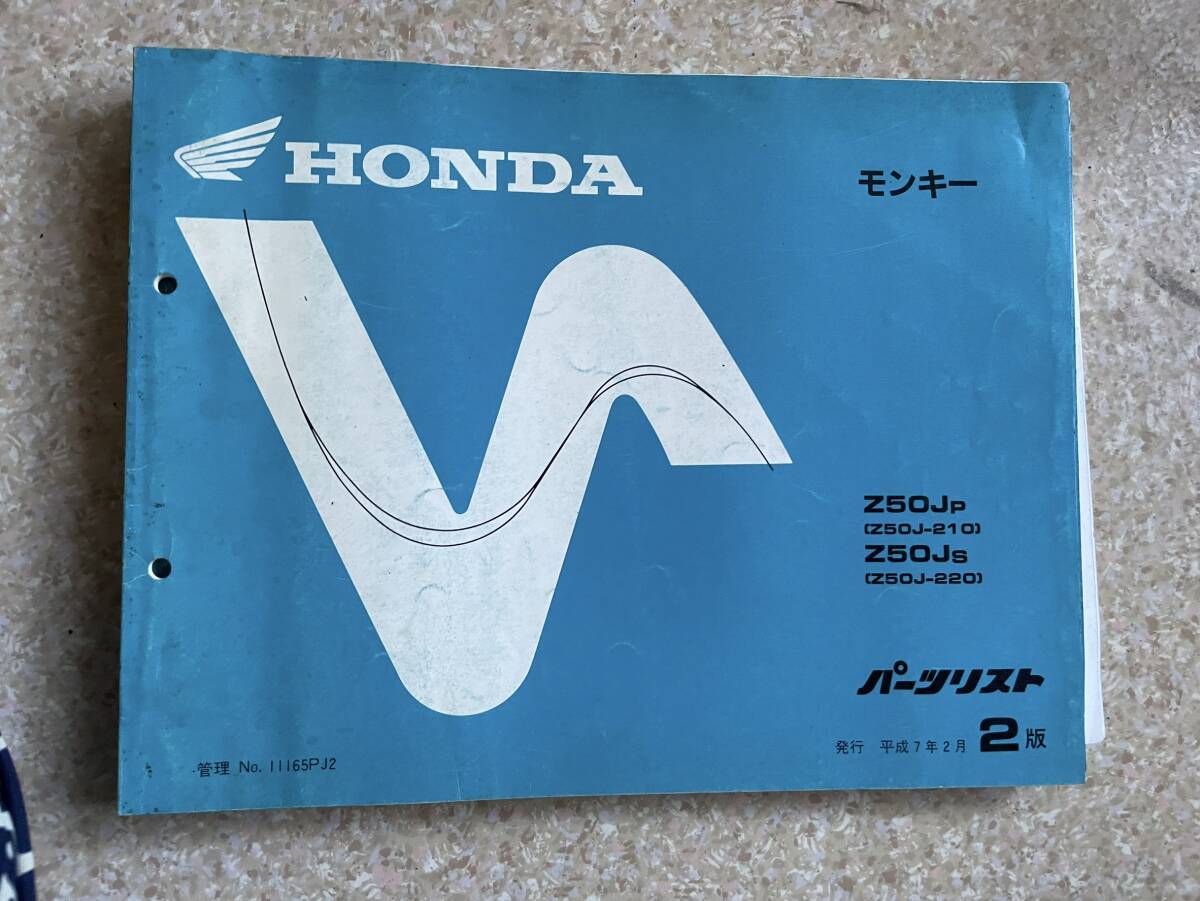 HONDA
モンキー
Z50JP
(Z50J-210)
Z50JS
(Z50J-220)
パーツリスト
発行 平成7年2月 2版
管理 No. 11165PJ2